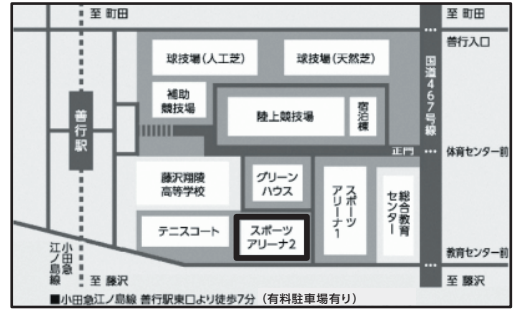 至 町田
至 町田
善行入口
球技場(人工芝)
球技場(天然芝)
国道467号線
補助
競技場
陸上競技場
宿泊棟
善行駅
正門
体育センター前
藤沢翔陵
高等学校
グリーン
ハウス
スポーツ
アリーナ1
総合教育
センター
テニスコート
スポーツ
アリーナ2
小田急
江ノ島線
教育センター前
至 藤沢
至 藤沢
■小田急江ノ島線 善行駅東口より徒歩7分（有料駐車場有り）